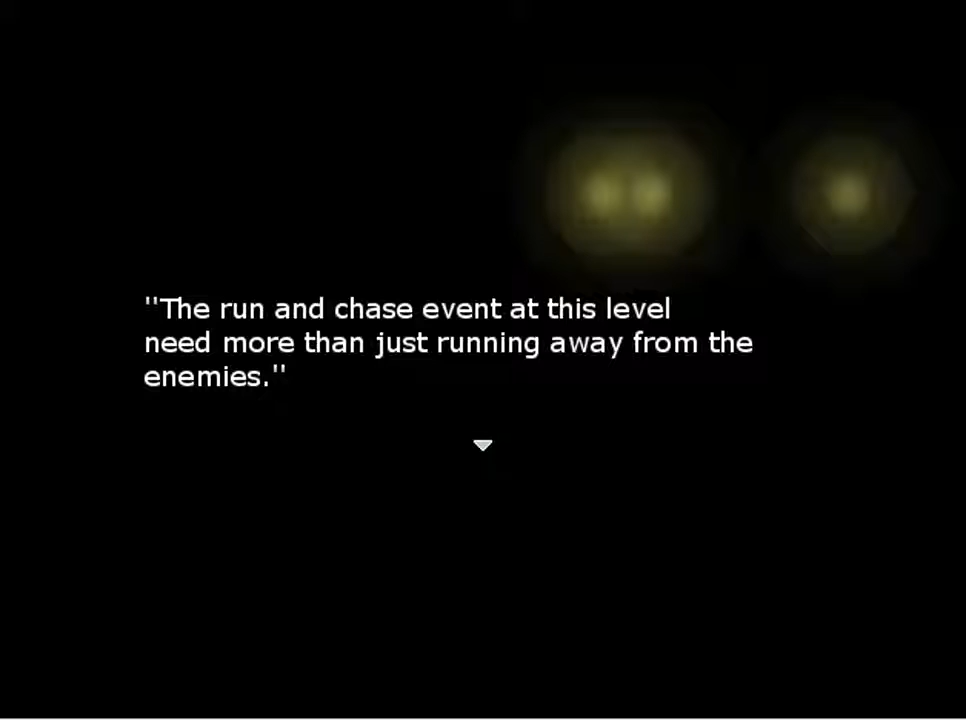 "The run and chase event at this level
need more than just running away from the
enemies."